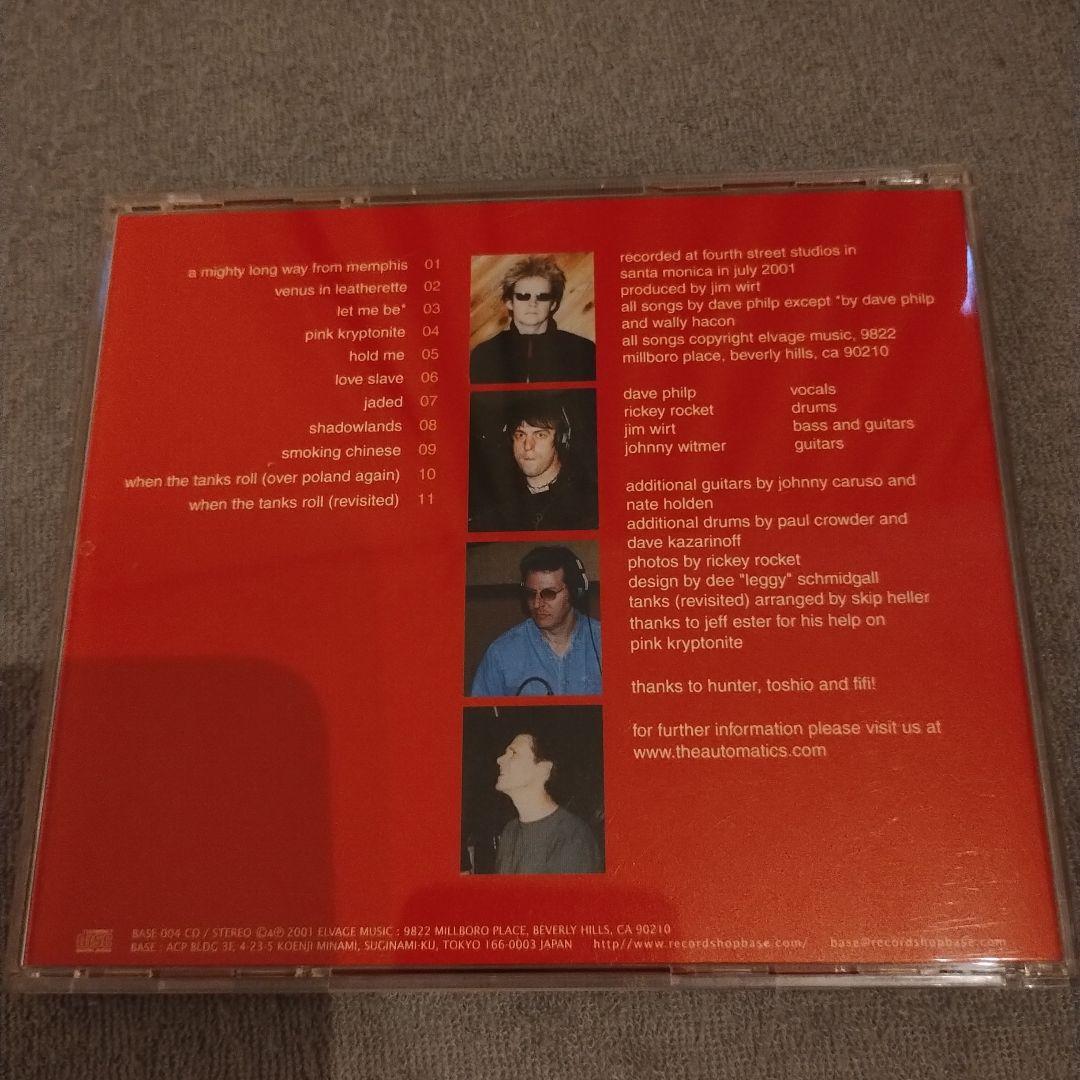 a mighty long way from memphis 01
venus in leatherette 02
let me be* 03
pink kryptonite 04
hold me 05
love slave 06
jaded 07
shadowlands 08
smoking chinese 09
when the tanks roll (over poland again) 10
when the tanks roll (revisited) 11
recorded at fourth street studios in
santa monica in july 2001
produced by jim wirt
all songs by dave philp except *by dave philp
and wally hacon
all songs copyright elvage music, 9822
millboro place, beverly hills, ca 90210
dave philp vocals
rickey rocket drums
jim wirt bass and guitars
johnny witmer guitars
additional guitars by johnny caruso and
nate holden
additional drums by paul crowder and
dave kazarinoff
photos by rickey rocket
design by dee "leggy" schmidgall
tanks (revisited) arranged by skip heller
thanks to jeff ester for his help on
pink kryptonite
thanks to hunter, toshio and fifi!
for further information please visit us at
www.theautomatics.com
disc
BASE-004 CD / STEREO ©&℗ 2001 ELVAGE MUSIC : 9822 MILLBORO PLACE, BEVERLY HILLS, CA 90210
BASE : ACP BLDG 3F, 4-23-5 KOENJI MINAMI, SUGINAMI-KU, TOKYO 166-0003 JAPAN http//www.recordshopbase.com/ base@recordshopbase.com